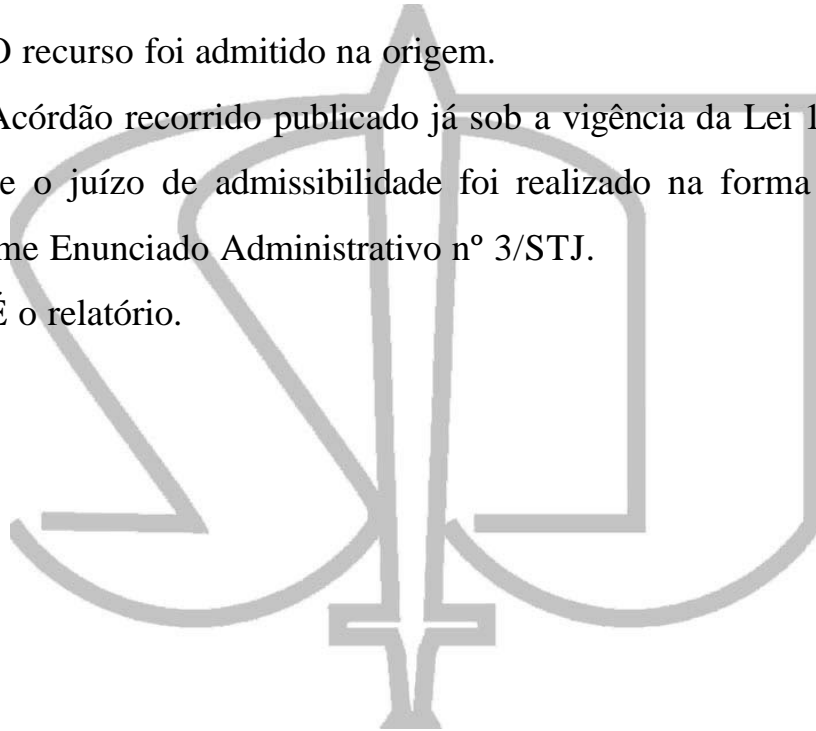 O recurso foi admitido na origem.
Acórdão recorrido publicado já sob a vigência da Lei 1
e o juízo de admissibilidade foi realizado na forma
me Enunciado Administrativo nº 3/STJ.
É o relatório.